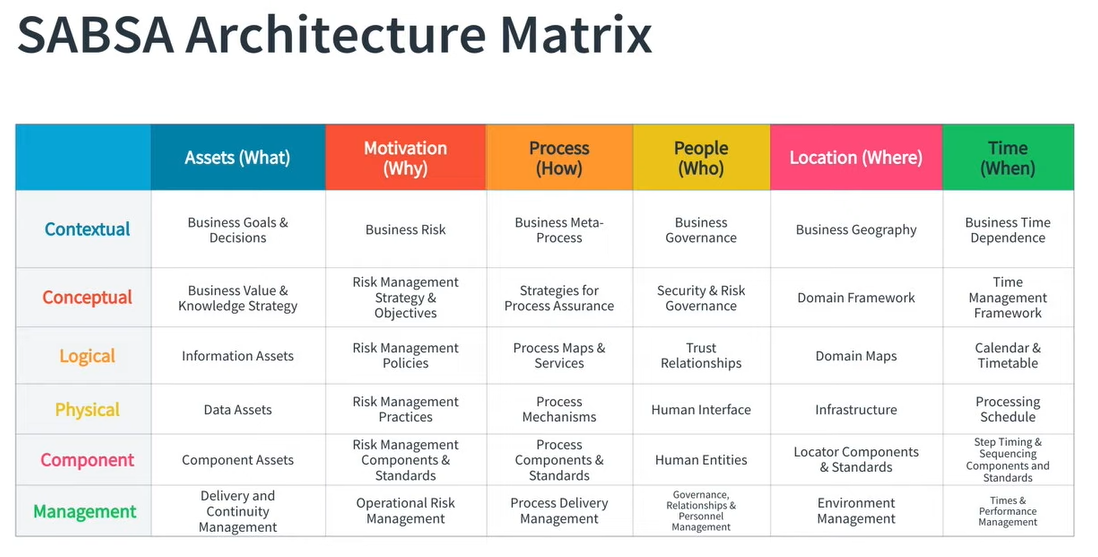 SABSA Architecture Matrix
Assets (What)
Motivation
(Why)
Process
(How)
People
(Who)
Location (Where)
Time
(When)
Contextual
Business Goals &
Decisions
Business Risk
Business Meta-
Process
Business
Governance
Business Geography
Business Time
Dependence
Conceptual
Business Value &
Knowledge Strategy
Risk Management
Strategy &
Objectives
Strategies for
Process Assurance
Security & Risk
Governance
Domain Framework
Time
Management
Framework
Logical
Information Assets
Risk Management
Policies
Process Maps &
Services
Trust
Relationships
Domain Maps
Calendar &
Timetable
Physical
Data Assets
Risk Management
Practices
Process
Mechanisms
Human Interface
Infrastructure
Processing
Schedule
Component
Component Assets
Risk Management
Components &
Standards
Process
Components &
Standards
Human Entities
Locator Components
& Standards
Step Timing &
Sequencing
Components and
Standards
Management
Delivery and
Continuity
Management
Operational Risk
Management
Process Delivery
Management
Governance,
Relationships &
Personnel
Management
Environment
Management
Times &
Performance
Management